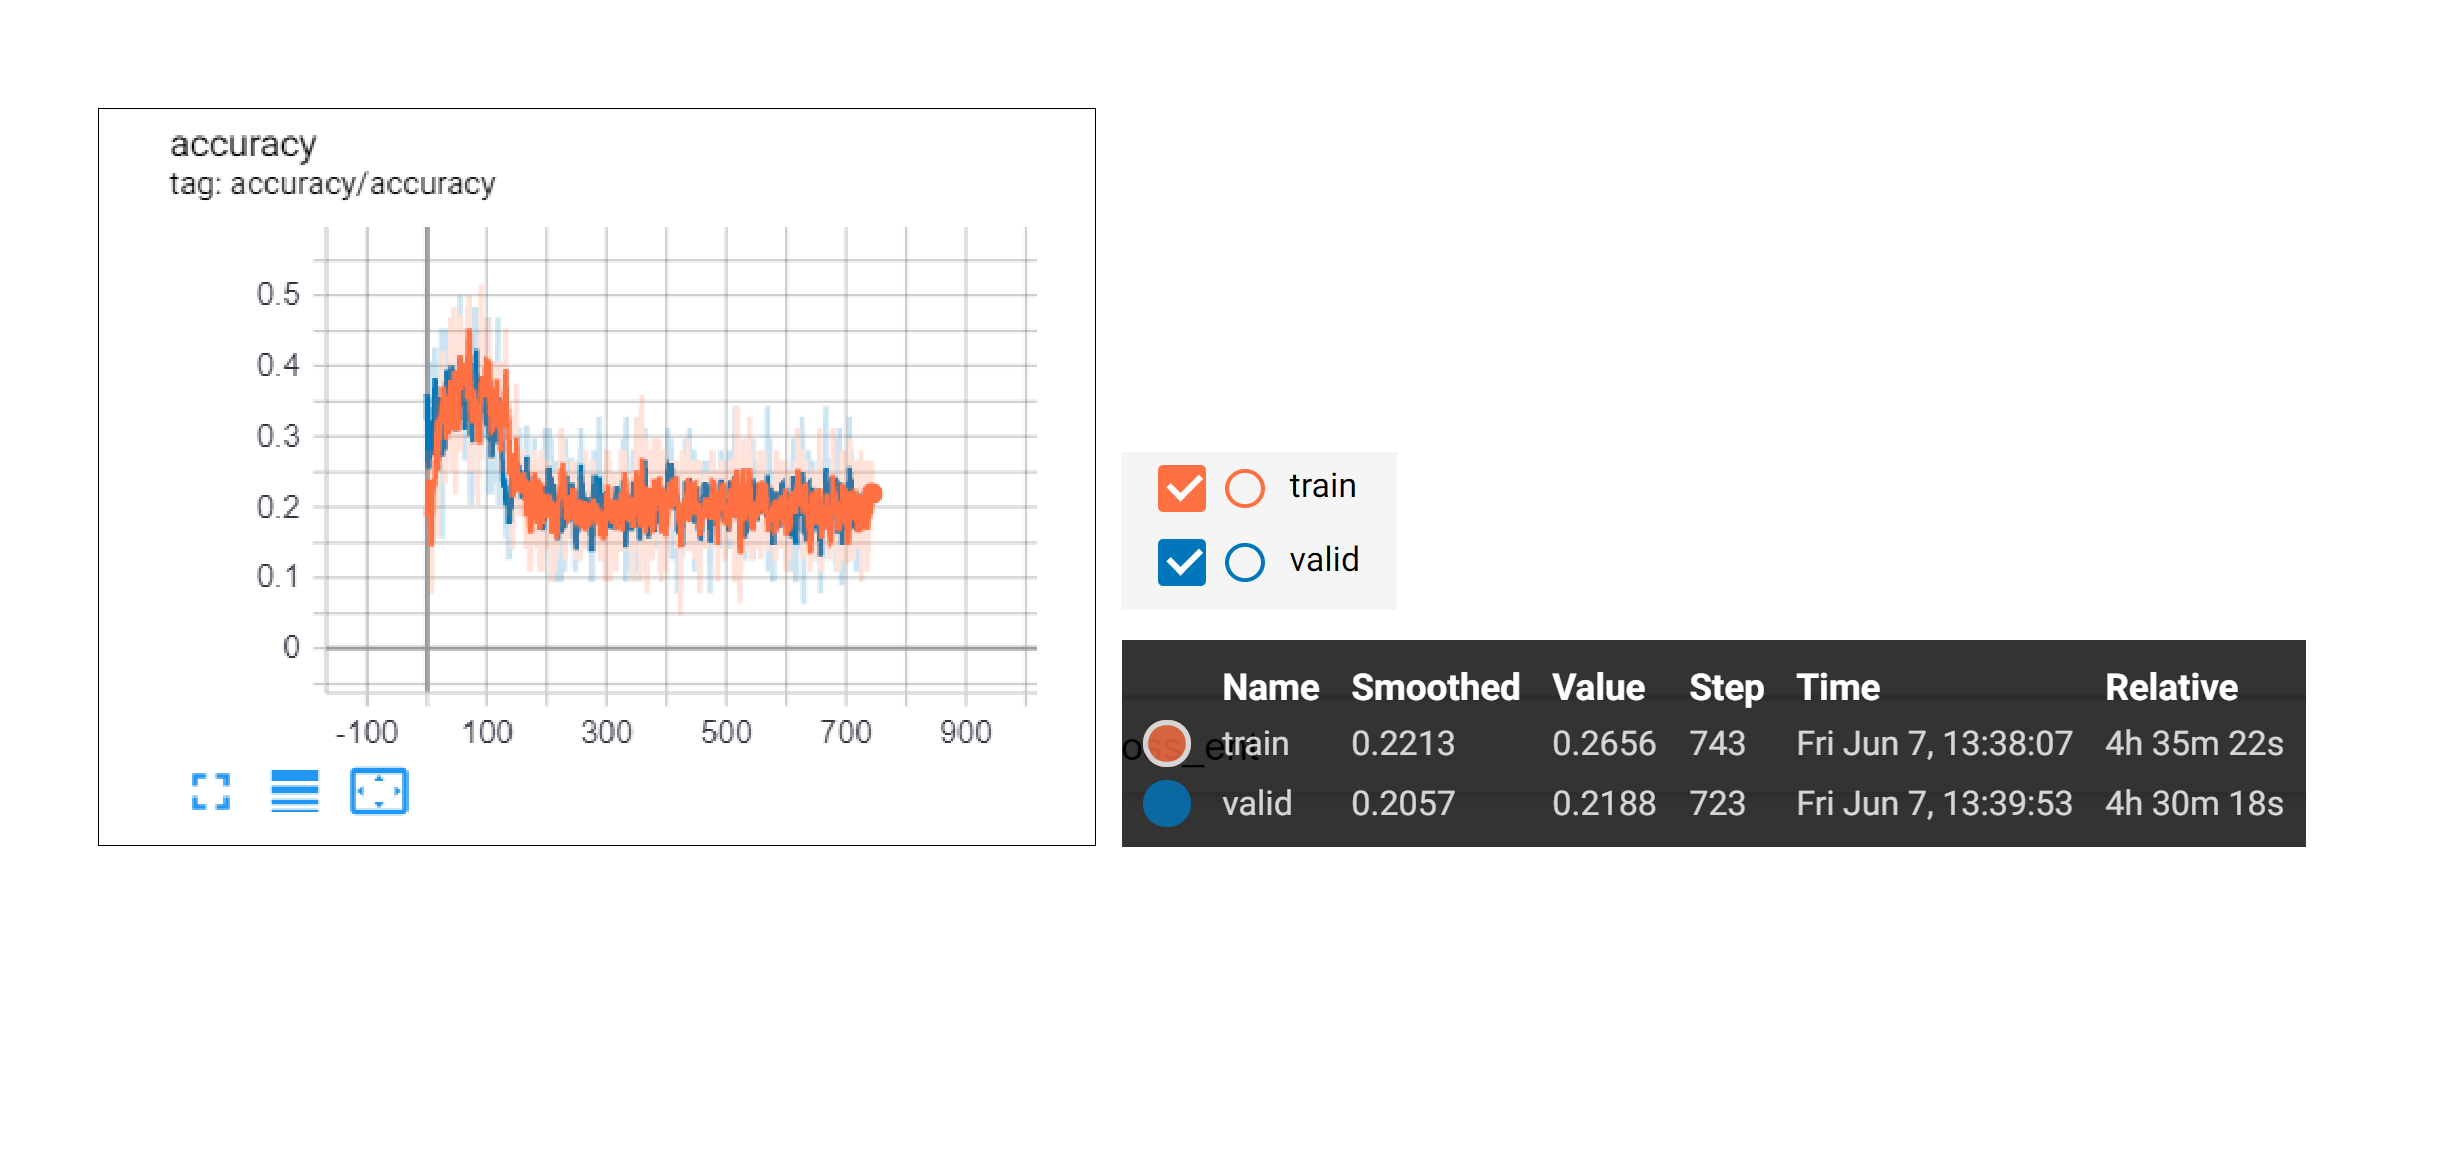 accuracy
tag: accuracy/accuracy
0.5
0.4
0.3
0.2
0.1
0
-100 100 300 500 700 900
train
valid
Name Smoothed Value Step Time Relative
train 0.2213 0.2656 743 Fri Jun 7, 13:38:07 4h 35m 22s
valid 0.2057 0.2188 723 Fri Jun 7, 13:39:53 4h 30m 18s